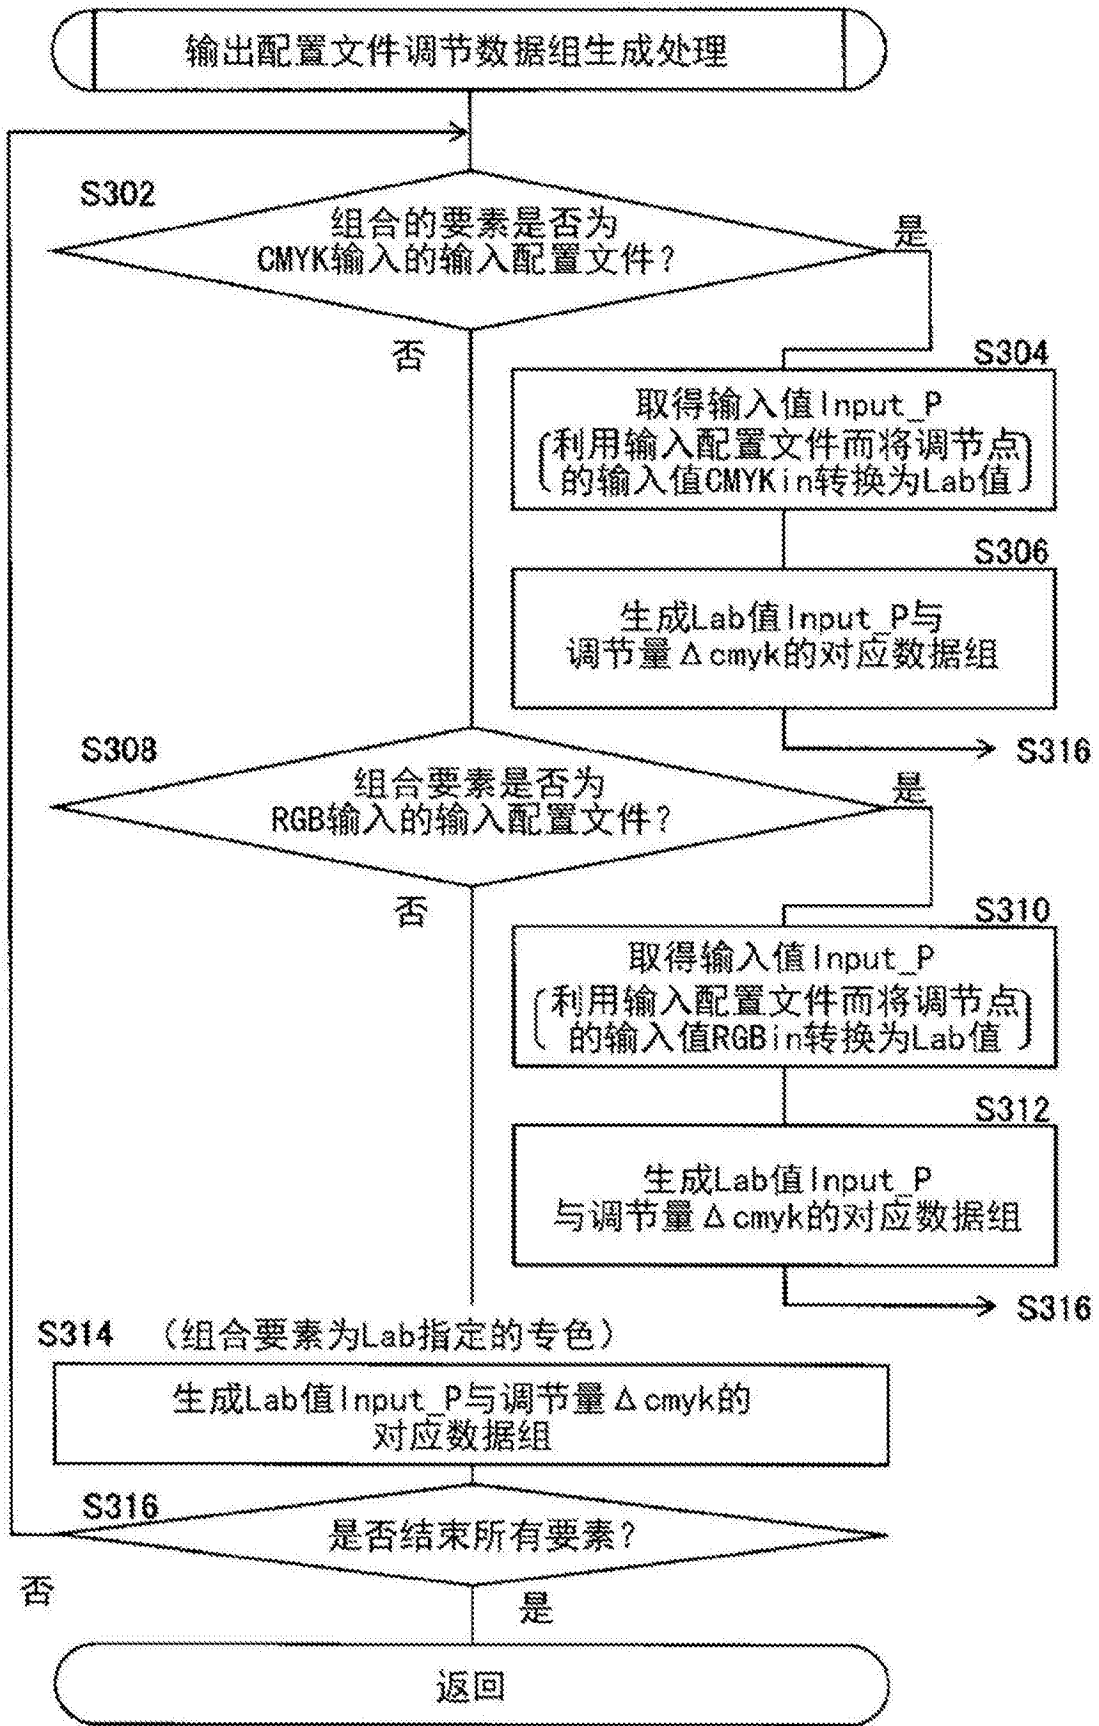 输出配置文件调节数据组生成处理
S302
组合的要素是否为
CMYK输入的输入配置文件？
是
否
S304
取得输入值Input_P
利用输入配置文件而将调节点
的输入值CMYKin转换为Lab值
S306
生成Lab值Input_P与
调节量Δcmyk的对应数据组
S316
S308
组合要素是否为
RGB输入的输入配置文件？
是
否
S310
取得输入值Input_P
利用输入配置文件而将调节点
的输入值RGBin转换为Lab值
S312
生成Lab值Input_P
与调节量Δcmyk的对应数据组
S316
S314 （组合要素为Lab指定的专色）
生成Lab值Input_P与调节量Δcmyk的
对应数据组
S316
是否结束所有要素？
否
是
返回